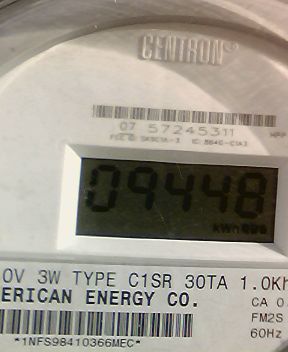 CENTRON®
07 57245311
09448
kWh
0V 3W TYPE C1SR 30TA 1.0Kh
ERICAN ENERGY CO.
CA 0.
FM2S
60Hz
*1NFS98410366MEC*